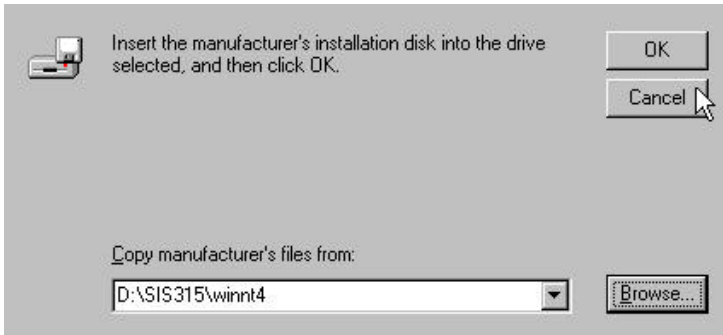 Insert the manufacturer's installation disk into the drive
selected, and then click OK.
OK
Cancel
Copy manufacturer's files from:
D:\SIS315\winnt4
Browse...